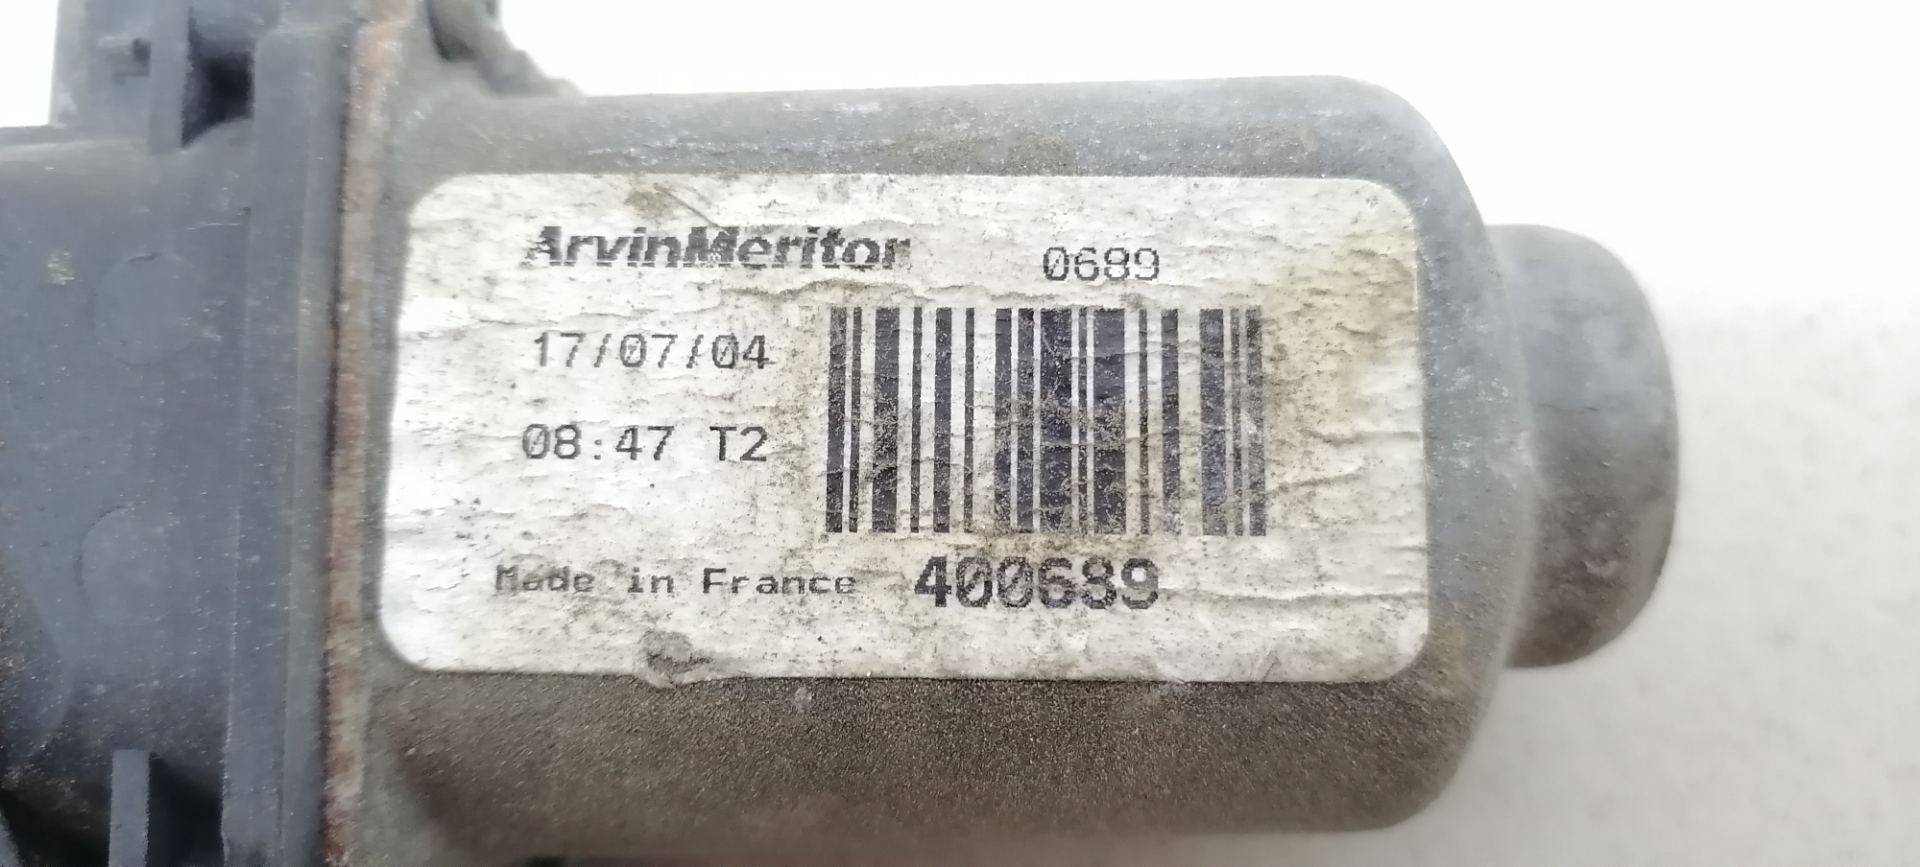 ArvinMeritor 0689
17/07/04
08:47 T2
Made in France 400689